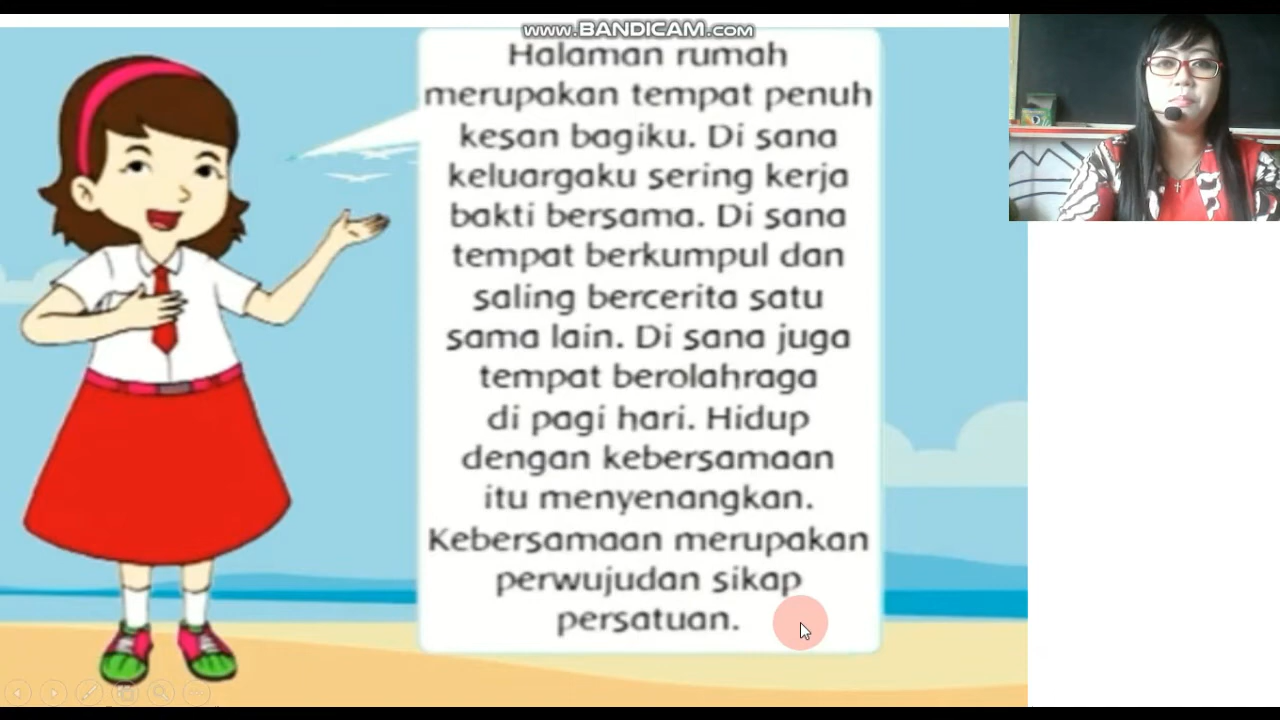 www.BANDICAM.com
Halaman rumah
merupakan tempat penuh
kesan bagiku. Di sana
keluargaku sering kerja
bakti bersama. Di sana
tempat berkumpul dan
saling bercerita satu
sama lain. Di sana juga
tempat berolahraga
di pagi hari. Hidup
dengan kebersamaan
itu menyenangkan.
Kebersamaan merupakan
perwujudan sikap
persatuan.